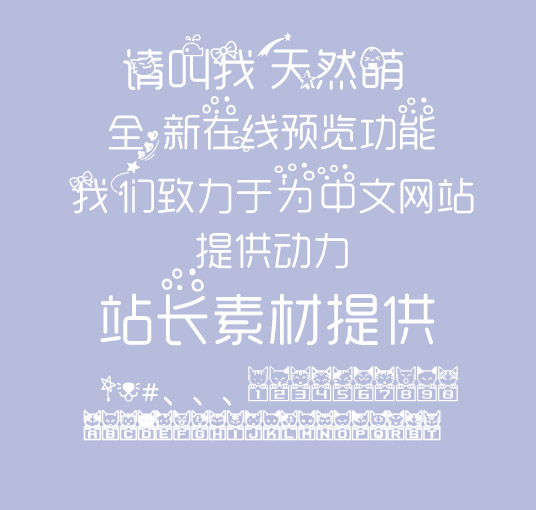 请叫我天然萌
全新在线预览功能
我们致力于为中文网站
提供动力
站长素材提供
#、、、1234567890
ABCDEFGHIJKLMNOPQRST